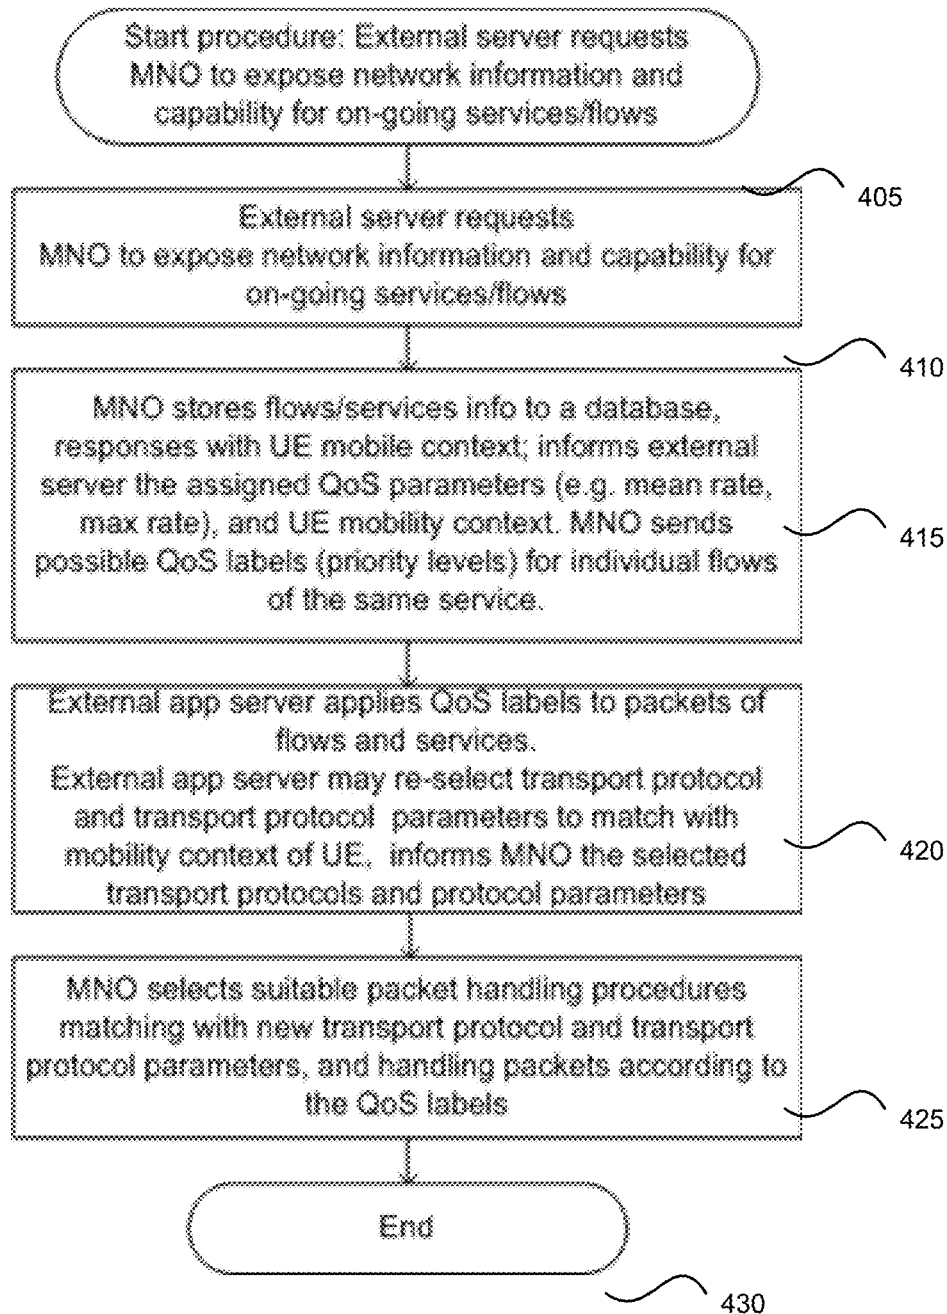 Start procedure: External server requests
MNO to expose network information and
capability for on-going services/flows
405
External server requests
MNO to expose network information and capability for
on-going services/flows
410
MNO stores flows/services info to a database,
responses with UE mobile context; informs external
server the assigned QoS parameters (e.g. mean rate,
max rate), and UE mobility context. MNO sends
possible QoS labels (priority levels) for individual flows
of the same service.
415
External app server applies QoS labels to packets of
flows and services.
External app server may re-select transport protocol
and transport protocol parameters to match with
mobility context of UE, informs MNO the selected
transport protocols and protocol parameters
420
MNO selects suitable packet handling procedures
matching with new transport protocol and transport
protocol parameters, and handling packets according to
the QoS labels
425
End
430